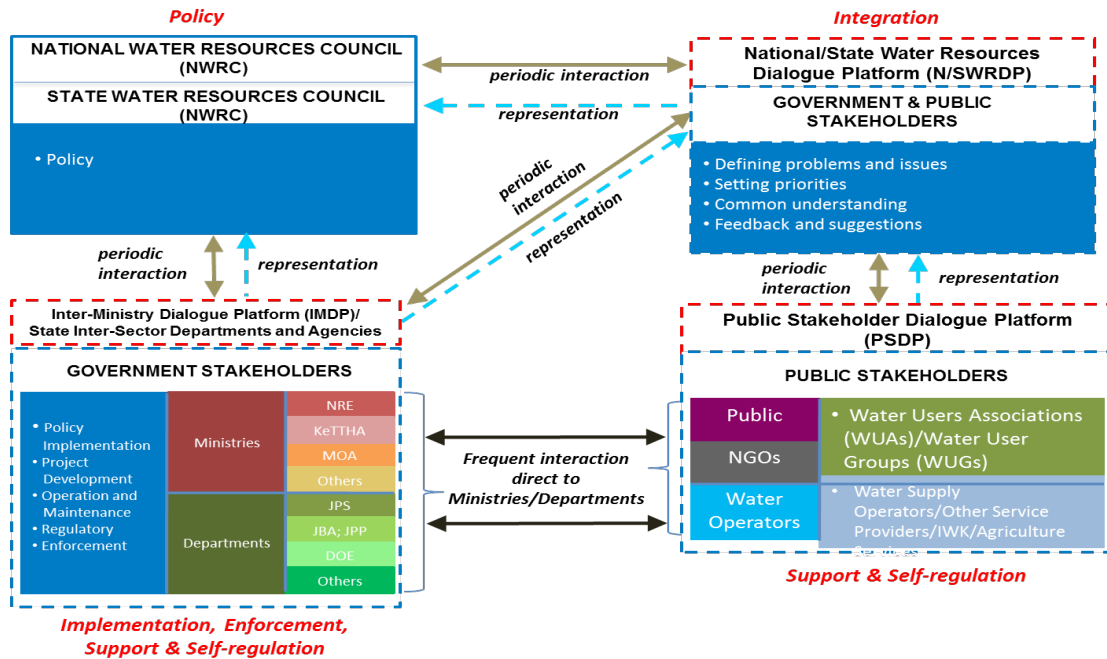 Policy
NATIONAL WATER RESOURCES COUNCIL
(NWRC)
STATE WATER RESOURCES COUNCIL
(NWRC)
• Policy
periodic interaction
representation
Integration
National/State Water Resources
Dialogue Platform (N/SWRDP)
GOVERNMENT & PUBLIC
STAKEHOLDERS
• Defining problems and issues
• Setting priorities
• Common understanding
• Feedback and suggestions
periodic
interaction
representation
periodic
interaction
representation
periodic
interaction
representation
Inter-Ministry Dialogue Platform (IMDP)/
State Inter-Sector Departments and Agencies
GOVERNMENT STAKEHOLDERS
• Policy
Implementation
• Project
Development
• Operation and
Maintenance
• Regulatory
• Enforcement
Ministries
NRE
KeTTHA
MOA
Others
Departments
JPS
JBA; JPP
DOE
Others
Implementation, Enforcement,
Support & Self-regulation
Frequent interaction
direct to
Ministries/Departments
Public Stakeholder Dialogue Platform
(PSDP)
PUBLIC STAKEHOLDERS
Public
NGOs
Water
Operators
• Water Users Associations
(WUAs)/Water User
Groups (WUGs)
• Water Supply
Operators/Other Service
Providers/IWK/Agriculture
Support & Self-regulation